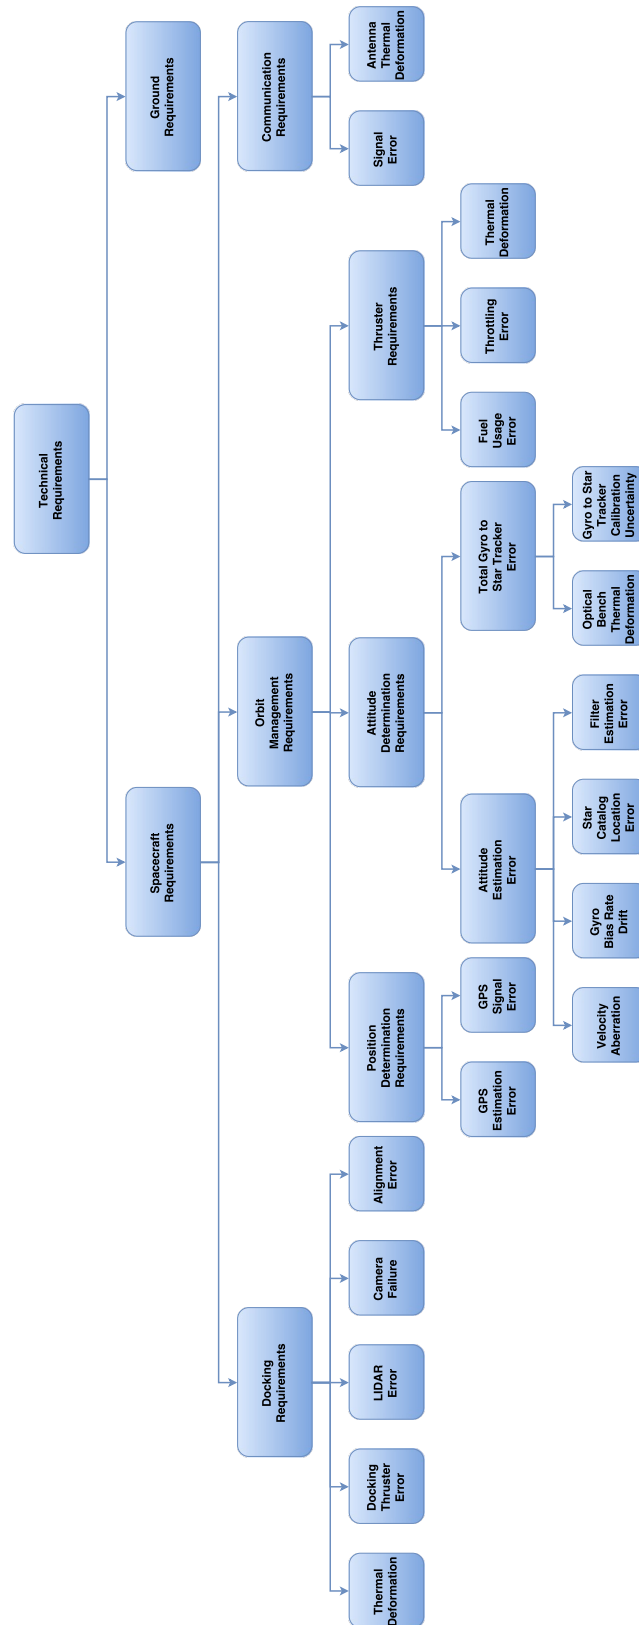 Technical
Requirements
Spacecraft
Requirements
Ground
Requirements
Docking
Requirements
Orbit
Management
Requirements
Communication
Requirements
Thermal
Deformation
Docking
Thruster
Error
LIDAR
Error
Camera
Failure
Alignment
Error
Position
Determination
Requirements
Attitude
Determination
Requirements
Thruster
Requirements
Signal
Error
Antenna
Thermal
Deformation
GPS
Estimation
Error
GPS
Signal
Error
Attitude
Estimation
Error
Total Gyro to
Star Tracker
Error
Fuel
Usage
Error
Throttling
Error
Thermal
Deformation
Velocity
Aberration
Gyro
Bias Rate
Drift
Star
Catalog
Location
Error
Filter
Estimation
Error
Optical
Bench
Thermal
Deformation
Gyro to Star
Tracker
Calibration
Uncertainty